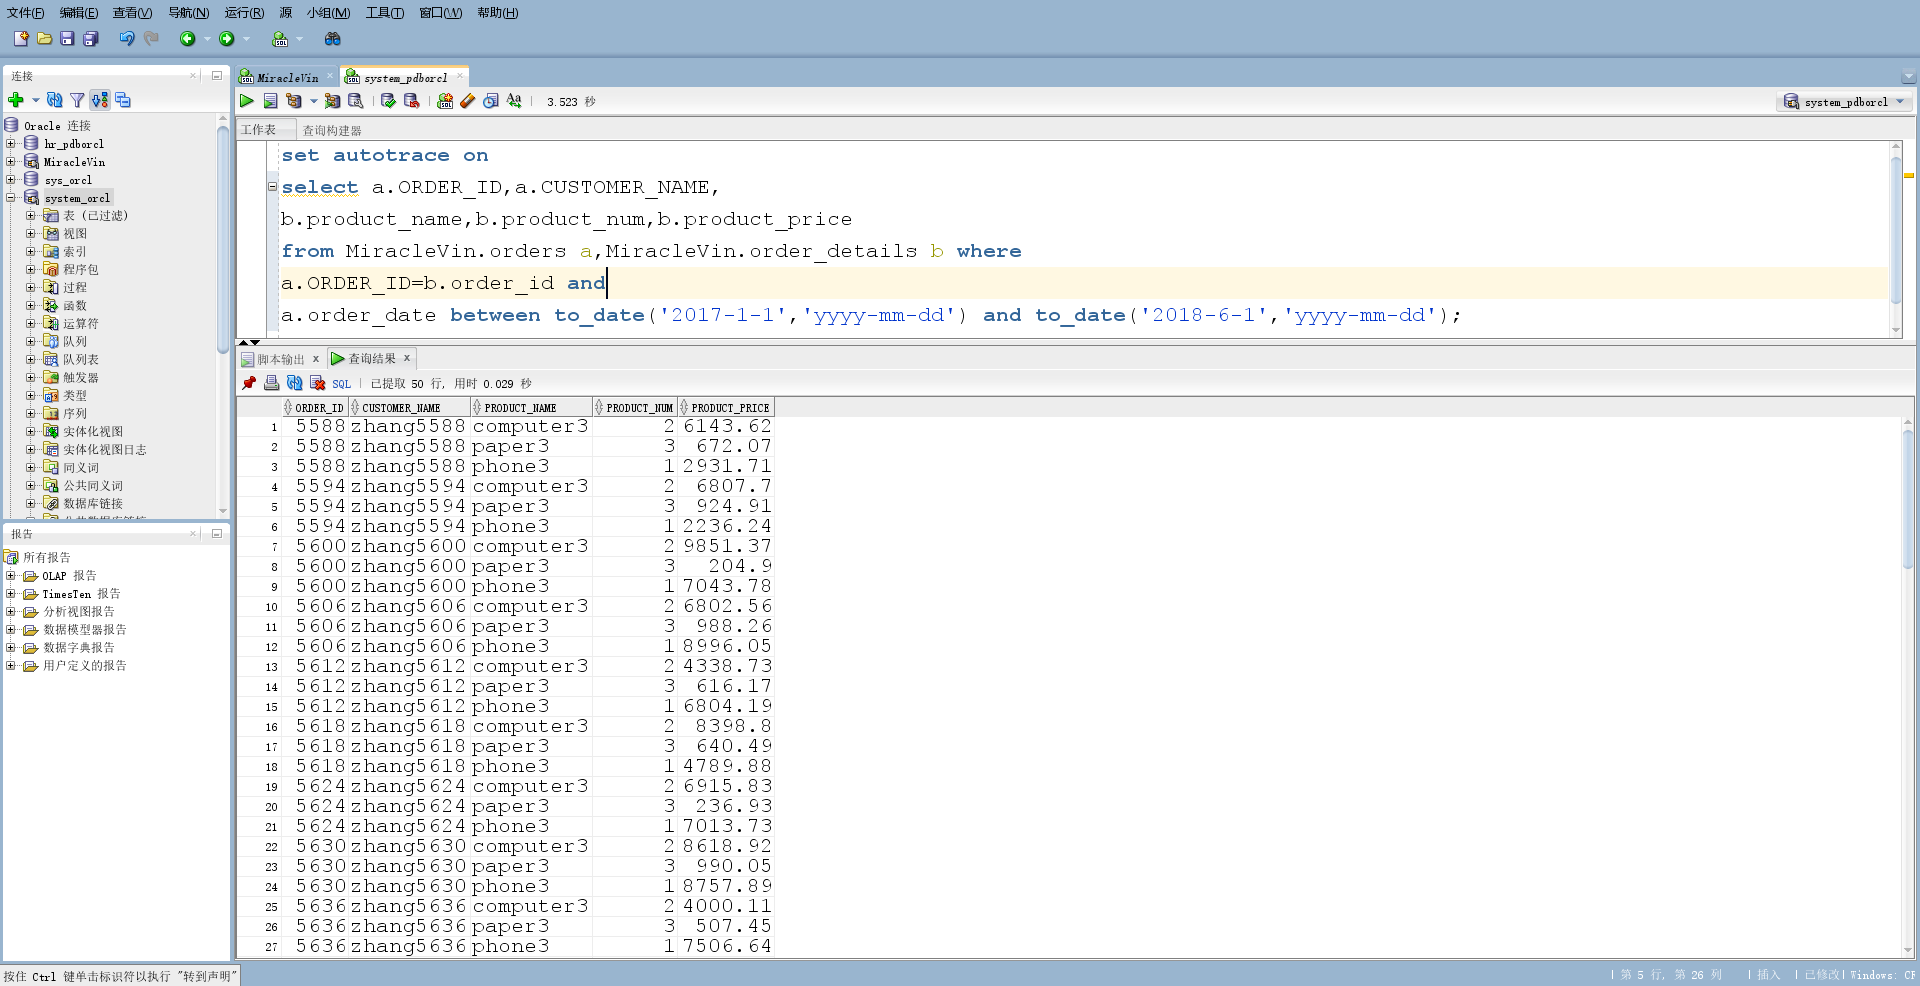 文件(F) 编辑(E) 查看(V) 导航(N) 运行(R) 源 小组(M) 工具(T) 窗口(W) 帮助(H)
连接
Oracle 连接
hr_pdborcl
MiracleVin
sys_orcl
system_orcl
表 (已过滤)
视图
索引
程序包
过程
函数
运算符
队列
队列表
触发器
类型
序列
实体化视图
实体化视图日志
同义词
公共同义词
数据库链接
报告
所有报告
OLAP 报告
TimesTen 报告
分析视图报告
数据模型器报告
数据字典报告
用户定义的报告
MiracleVin system_pdborcl
3.523 秒 system_pdborcl
工作表 查询构建器
set autotrace on
select a.ORDER_ID,a.CUSTOMER_NAME,
b.product_name,b.product_num,b.product_price
from MiracleVin.orders a,MiracleVin.order_details b where
a.ORDER_ID=b.order_id and
a.order_date between to_date('2017-1-1','yyyy-mm-dd') and to_date('2018-6-1','yyyy-mm-dd');
脚本输出 x 查询结果 x
SQL | 已提取 50 行, 用时 0.029 秒
ORDER_ID CUSTOMER_NAME PRODUCT_NAME PRODUCT_NUM PRODUCT_PRICE
1 5588 zhang5588 computer3 2 6143.62
2 5588 zhang5588 paper3 3 672.07
3 5588 zhang5588 phone3 1 2931.71
4 5594 zhang5594 computer3 2 6807.7
5 5594 zhang5594 paper3 3 924.91
6 5594 zhang5594 phone3 1 2236.24
7 5600 zhang5600 computer3 2 9851.37
8 5600 zhang5600 paper3 3 204.9
9 5600 zhang5600 phone3 1 7043.78
10 5606 zhang5606 computer3 2 6802.56
11 5606 zhang5606 paper3 3 988.26
12 5606 zhang5606 phone3 1 8996.05
13 5612 zhang5612 computer3 2 4338.73
14 5612 zhang5612 paper3 3 616.17
15 5612 zhang5612 phone3 1 6804.19
16 5618 zhang5618 computer3 2 8398.8
17 5618 zhang5618 paper3 3 640.49
18 5618 zhang5618 phone3 1 4789.88
19 5624 zhang5624 computer3 2 6915.83
20 5624 zhang5624 paper3 3 236.93
21 5624 zhang5624 phone3 1 7013.73
22 5630 zhang5630 computer3 2 8618.92
23 5630 zhang5630 paper3 3 990.05
24 5630 zhang5630 phone3 1 8757.89
25 5636 zhang5636 computer3 2 4000.11
26 5636 zhang5636 paper3 3 507.45
27 5636 zhang5636 phone3 1 7506.64
按住 Ctrl 键单击标识符以执行 "转到声明"
| 第 5 行, 第 26 列 | 插入 | 已修改| Windows: CR